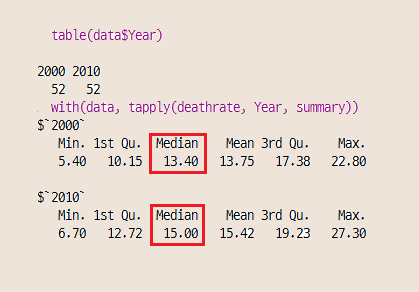 table(data$Year)
2000 2010
52 52
with(data, tapply(deathrate, Year, summary))
$`2000`
Min. 1st Qu. Median Mean 3rd Qu. Max.
5.40 10.15 13.40 13.75 17.38 22.80
$`2010`
Min. 1st Qu. Median Mean 3rd Qu. Max.
6.70 12.72 15.00 15.42 19.23 27.30